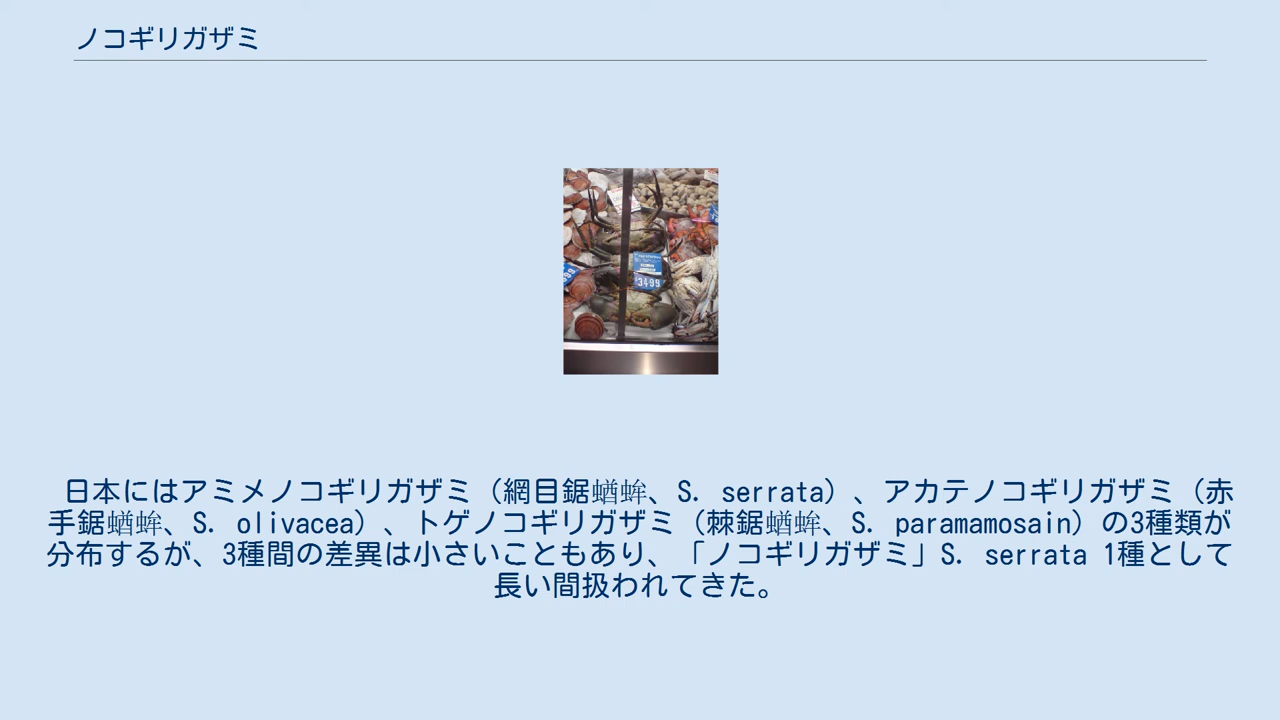 ノコギリガザミ
3499
日本にはアミメノコギリガザミ（網目鋸蝤蛑、S. serrata）、アカテノコギリガザミ（赤
手鋸蝤蛑、S. olivacea）、トゲノコギリガザミ（棘鋸蝤蛑、S. paramamosain）の3種類が
分布するが、3種間の差異は小さいこともあり、「ノコギリガザミ」S. serrata 1種として
長い間扱われてきた。